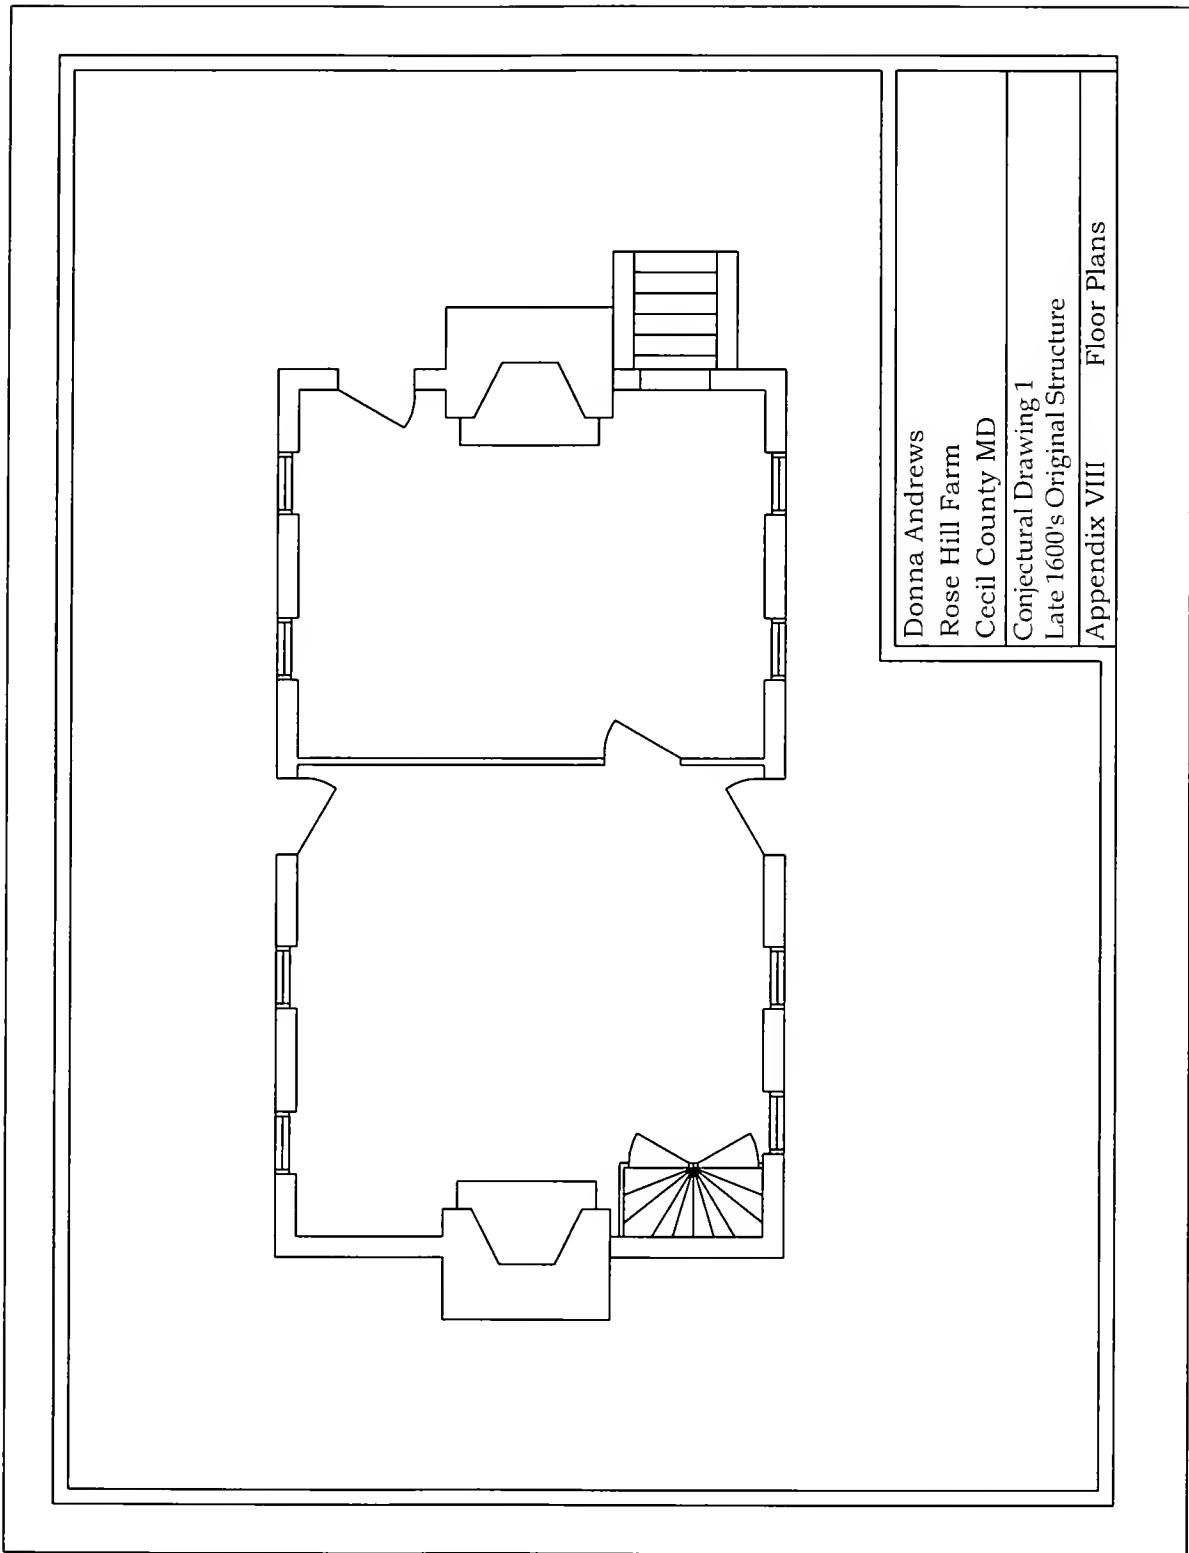 Donna Andrews
Rose Hill Farm
Cecil County MD
Conjectural Drawing 1
Late 1600's Original Structure
Appendix VIII Floor Plans